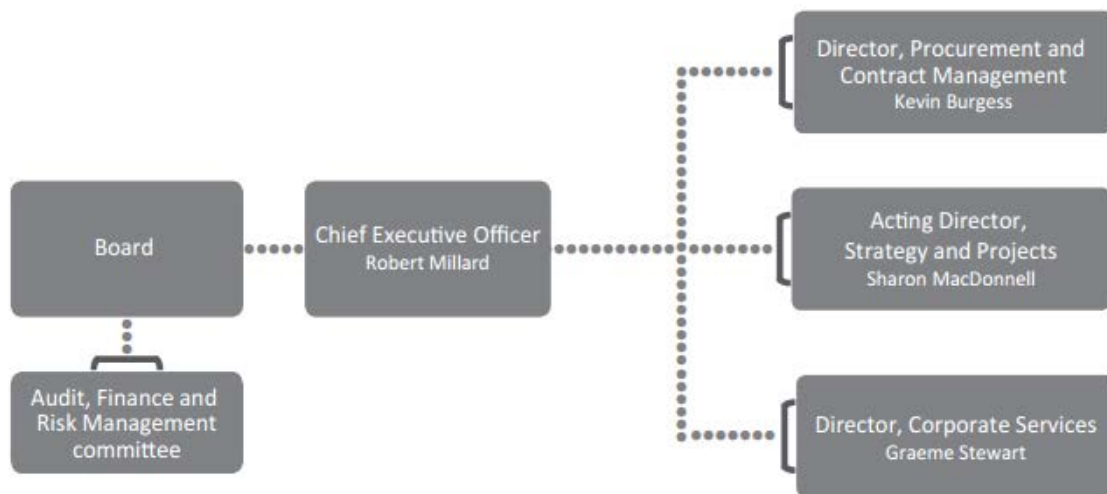 Board
Audit, Finance and
Risk Management
committee
Chief Executive Officer
Robert Millard
Director, Procurement and
Contract Management
Kevin Burgess
Acting Director,
Strategy and Projects
Sharon MacDonnell
Director, Corporate Services
Graeme Stewart